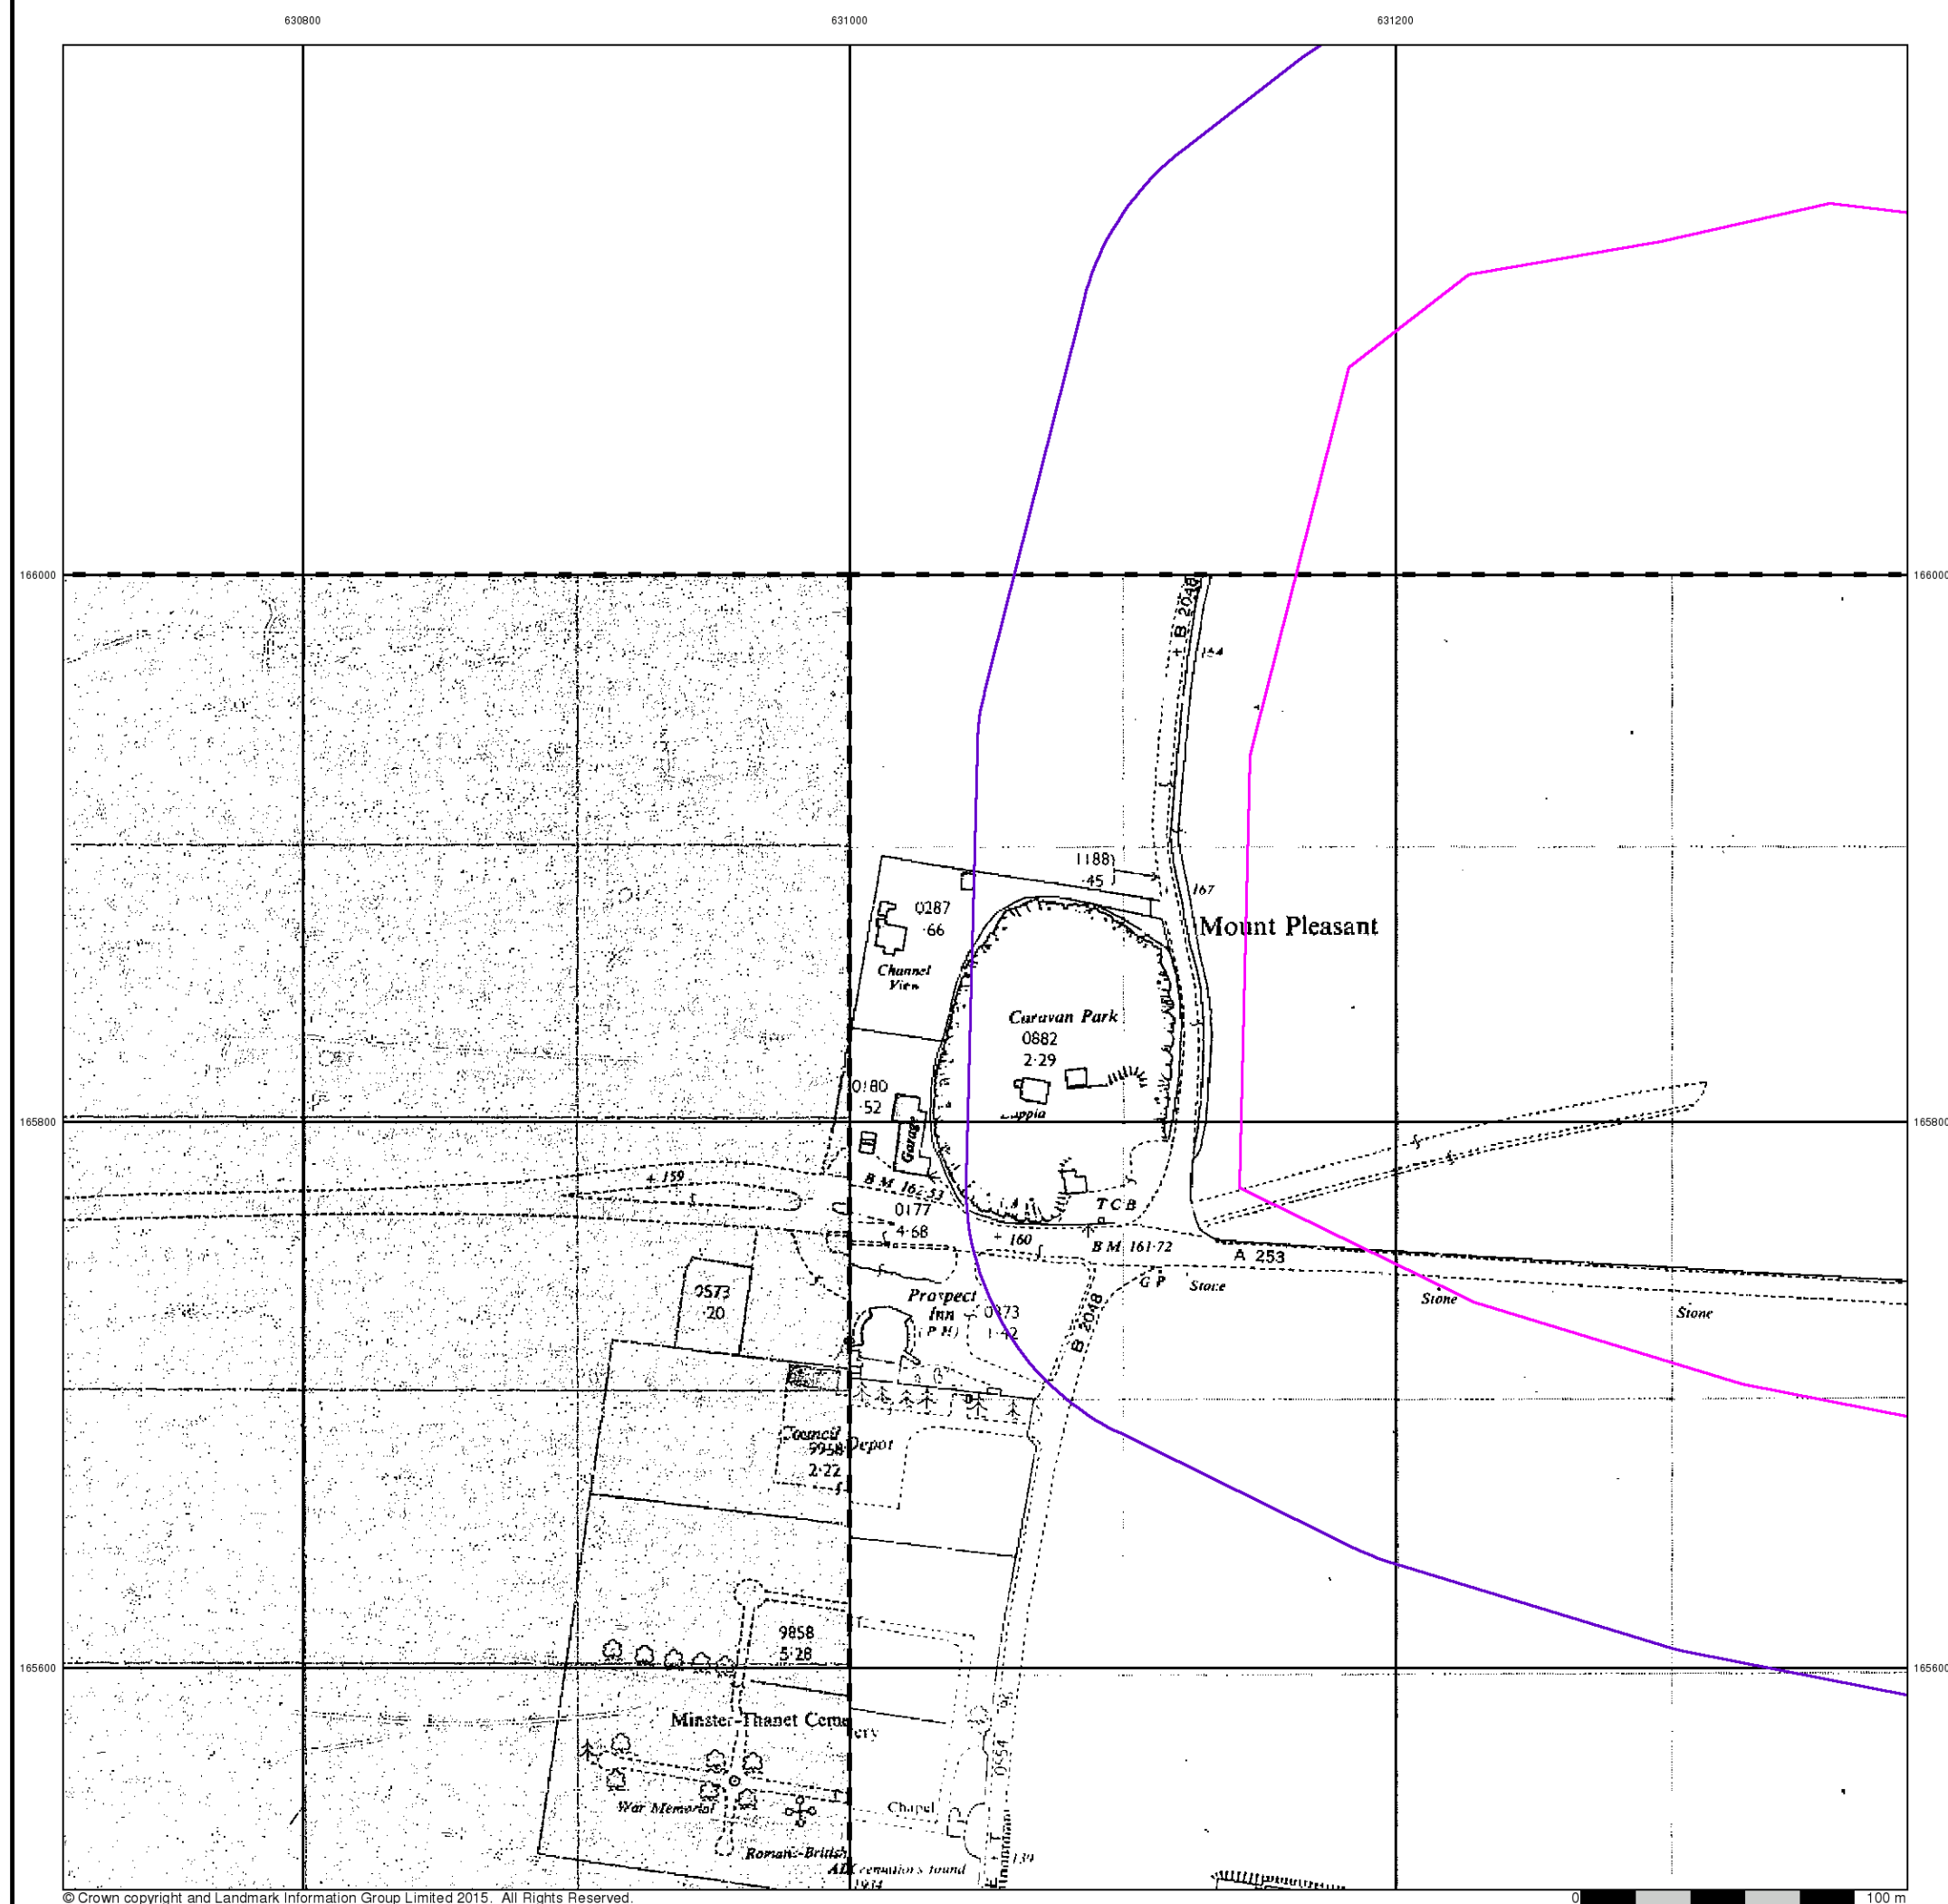 630800 631000 631200
166000 166000
B 2048
+ 164
1188
·45
167
0287
·66
Mount Pleasant
Channel
View
Caravan Park
0882
2·29
0180
·52
165800 165800
Garage
+ 159
B M 162·53
0177
4·68
T C B
+ 160
B M 161·72
A 253
G P
Stone
Stone
Stone
0573
·20
Prospect
Inn
(P H)
0373
1·42
B 2048
Council Depot
9958
2·22
9858
5·28
165600 165600
Minster-Thanet Cemetery
War Memorial
Chapel
Romano-British
Cremations found
AD
1934
+ 139
© Crown copyright and Landmark Information Group Limited 2015. All Rights Reserved.
0 100 m